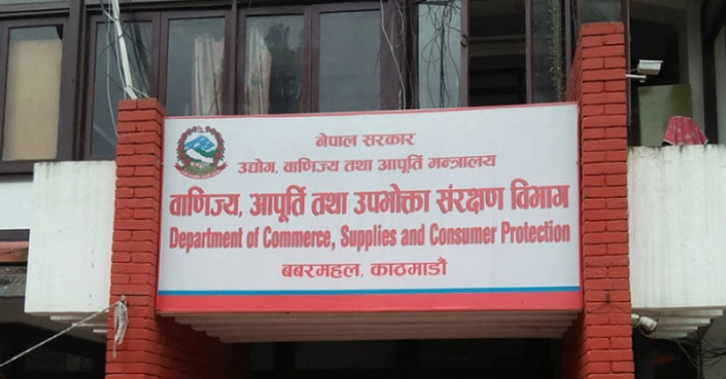 नेपाल सरकार
उद्योग, वाणिज्य तथा आपूर्ति मन्त्रालय
वाणिज्य, आपूर्ति तथा उपभोक्ता संरक्षण विभाग
Department of Commerce, Supplies and Consumer Protection
बबरमहल, काठमाडौं